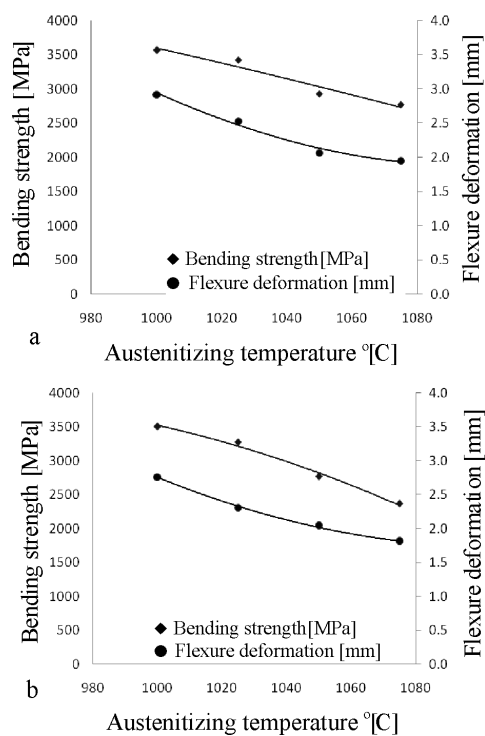 4000 4.0
3500 3.5
3000 3.0
2500 2.5
2000 2.0
1500 1.5
1000 1.0
500 0.5
0 0.0
Bending strength [MPa]
Flexure deformation [mm]
Bending strength[MPa]
Flexure deformation [mm]
980 1000 1020 1040 1060 1080
a
Austenitizing temperature º[C]
4000 4.0
3500 3.5
3000 3.0
2500 2.5
2000 2.0
1500 1.5
1000 1.0
500 0.5
0 0.0
Bending strength [MPa]
Flexure deformation [mm]
Bending strength[MPa]
Flexure deformation [mm]
980 1000 1020 1040 1060 1080
b
Austenitizing temperature º[C]